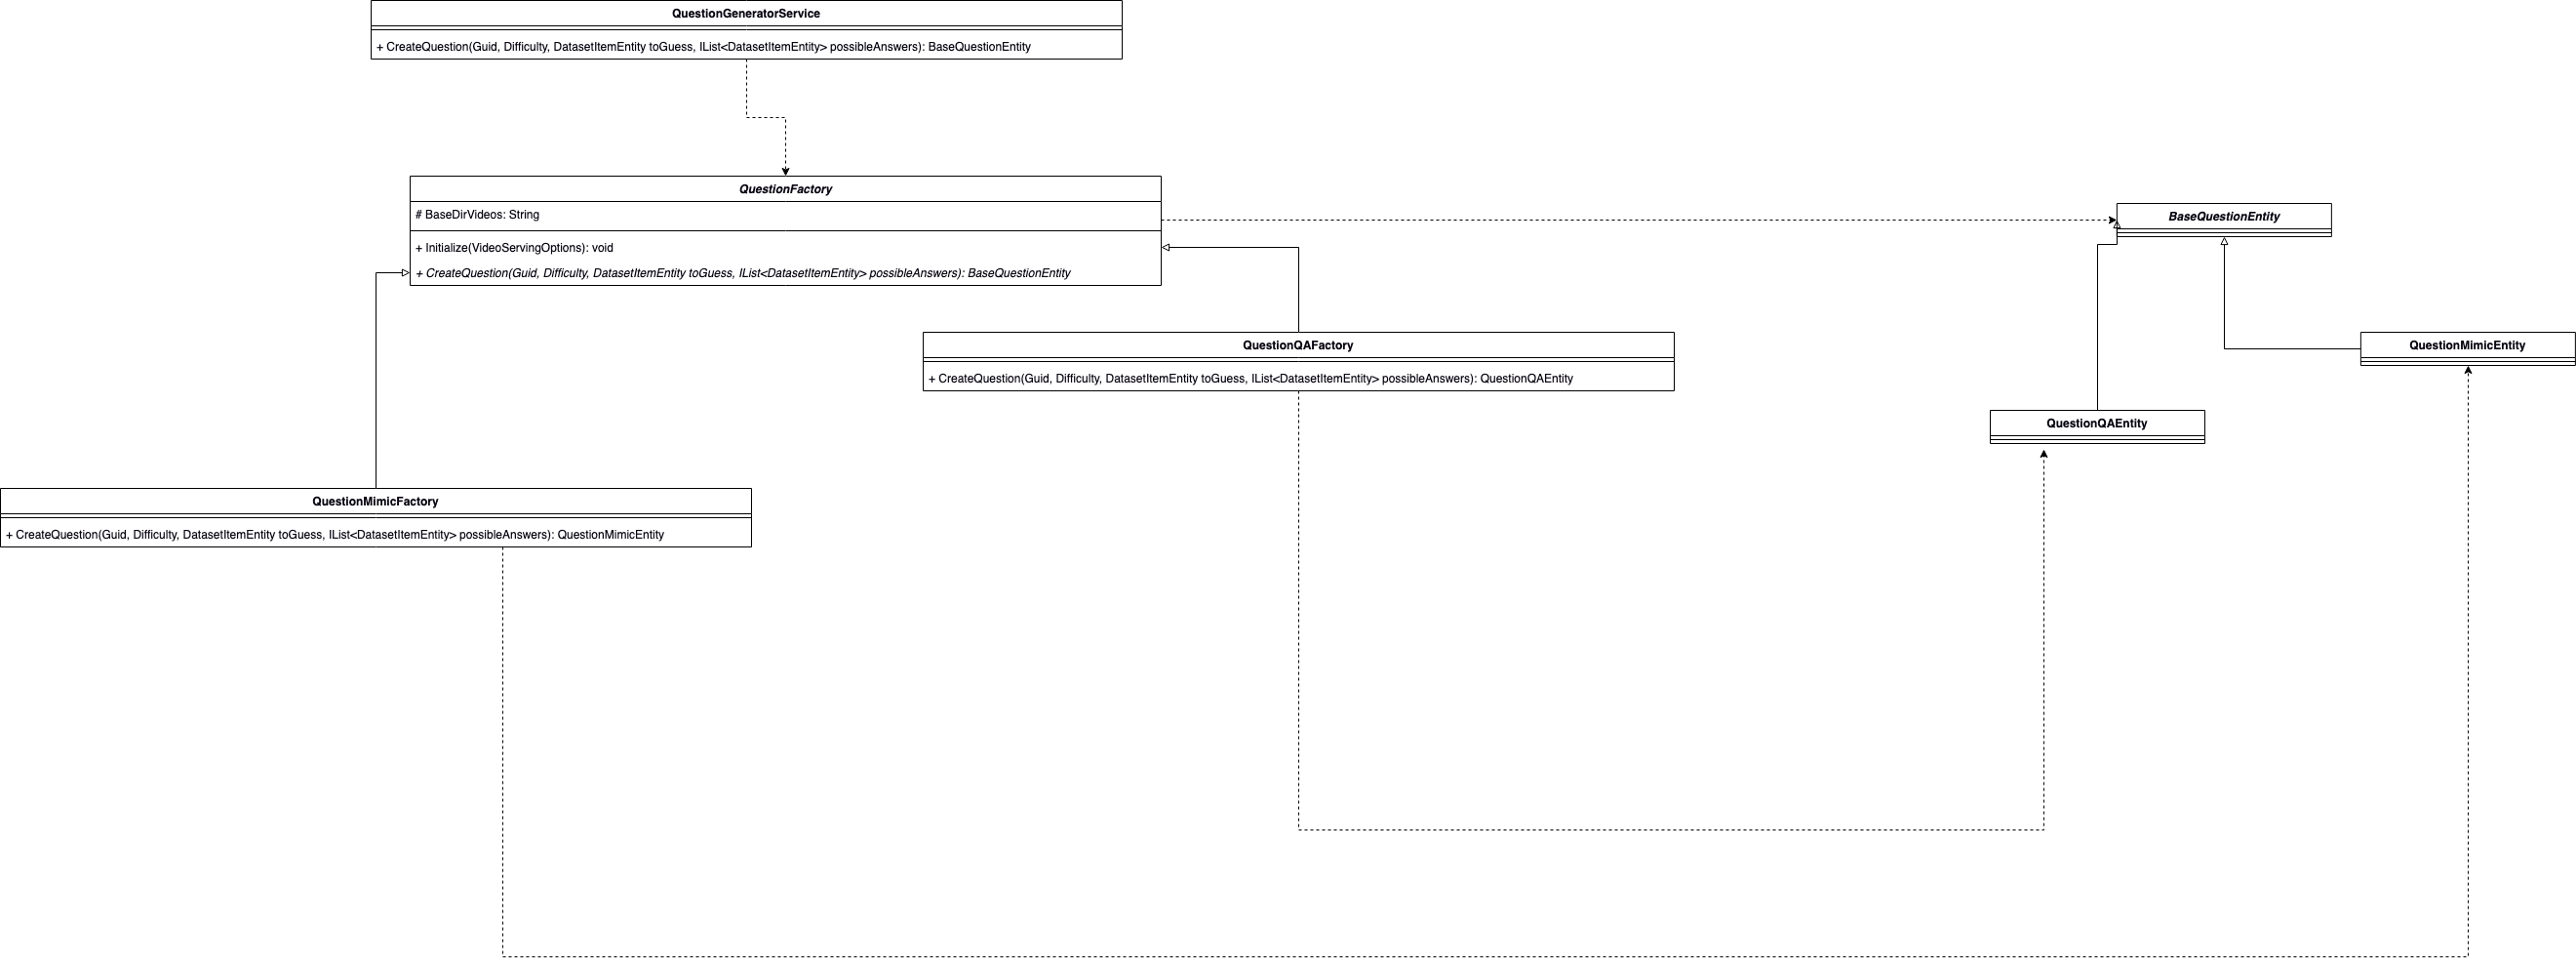 QuestionGeneratorService
+ CreateQuestion(Guid, Difficulty, DatasetItemEntity toGuess, IList<DatasetItemEntity> possibleAnswers): BaseQuestionEntity
QuestionFactory
# BaseDirVideos: String
+ Initialize(VideoServingOptions): void
+ CreateQuestion(Guid, Difficulty, DatasetItemEntity toGuess, IList<DatasetItemEntity> possibleAnswers): BaseQuestionEntity
BaseQuestionEntity
QuestionQAFactory
+ CreateQuestion(Guid, Difficulty, DatasetItemEntity toGuess, IList<DatasetItemEntity> possibleAnswers): QuestionQAEntity
QuestionMimicEntity
QuestionQAEntity
QuestionMimicFactory
+ CreateQuestion(Guid, Difficulty, DatasetItemEntity toGuess, IList<DatasetItemEntity> possibleAnswers): QuestionMimicEntity